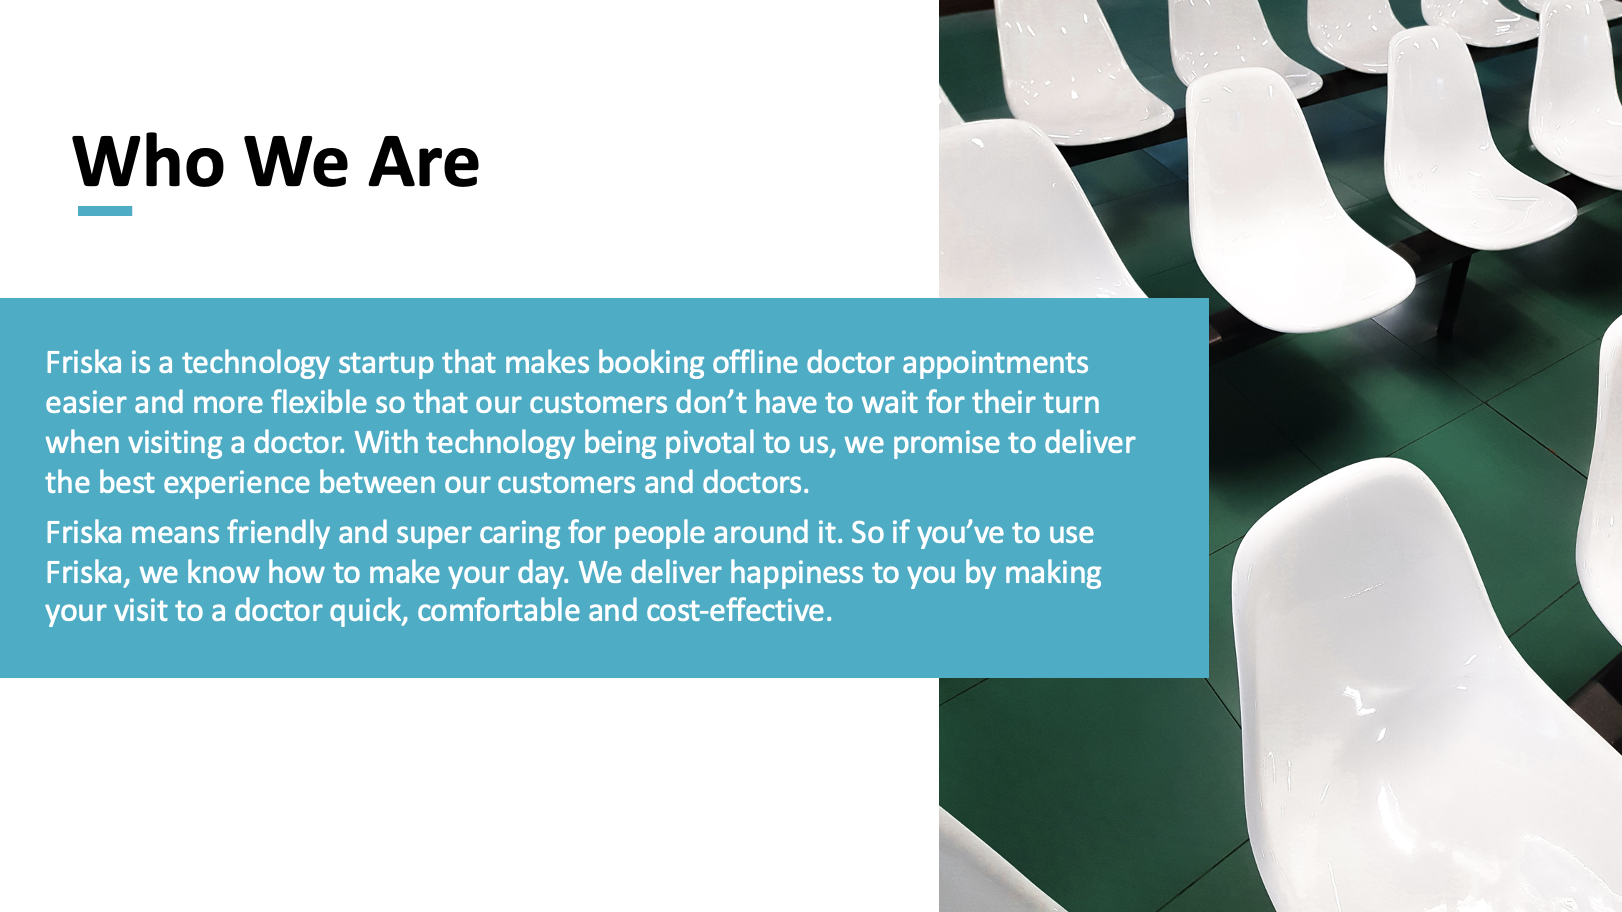 Who We Are
Friska is a technology startup that makes booking offline doctor appointments
easier and more flexible so that our customers don’t have to wait for their turn
when visiting a doctor. With technology being pivotal to us, we promise to deliver
the best experience between our customers and doctors.
Friska means friendly and super caring for people around it. So if you’ve to use
Friska, we know how to make your day. We deliver happiness to you by making
your visit to a doctor quick, comfortable and cost-effective.